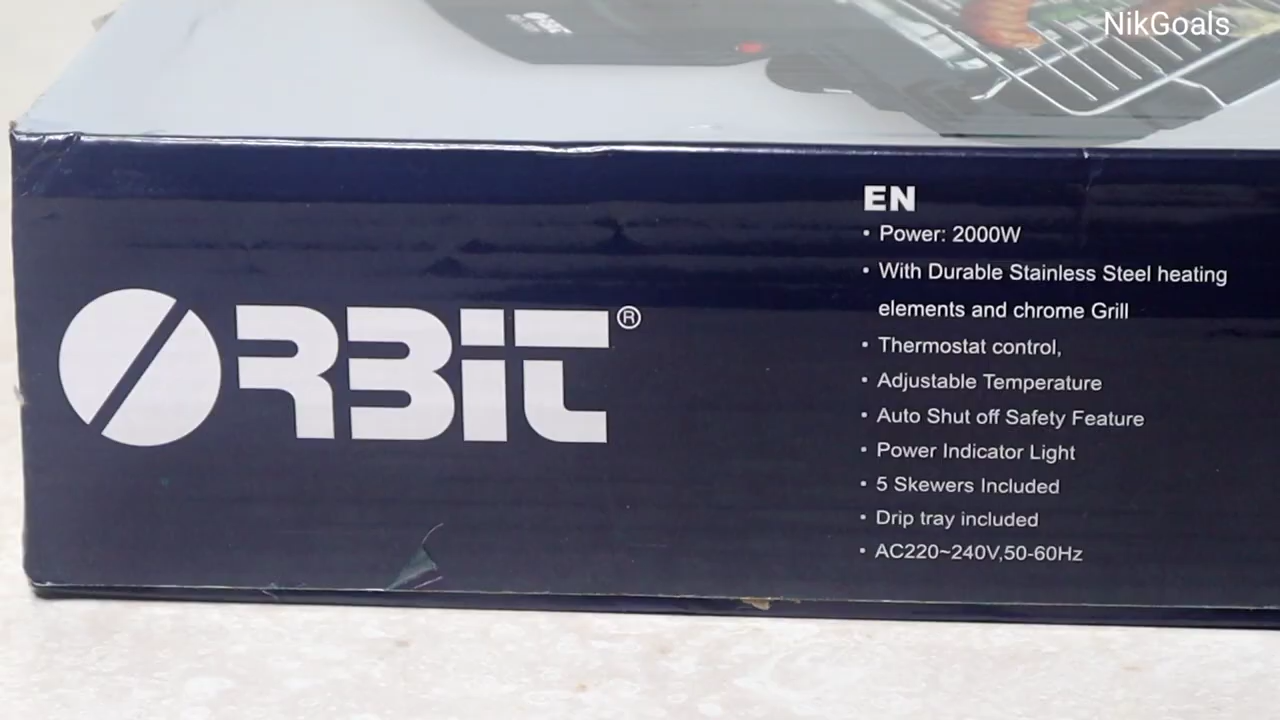 NikGoals
ORBIT®
EN
• Power: 2000W
• With Durable Stainless Steel heating
elements and chrome Grill
• Thermostat control,
• Adjustable Temperature
• Auto Shut off Safety Feature
• Power Indicator Light
• 5 Skewers Included
• Drip tray included
• AC220~240V,50-60Hz